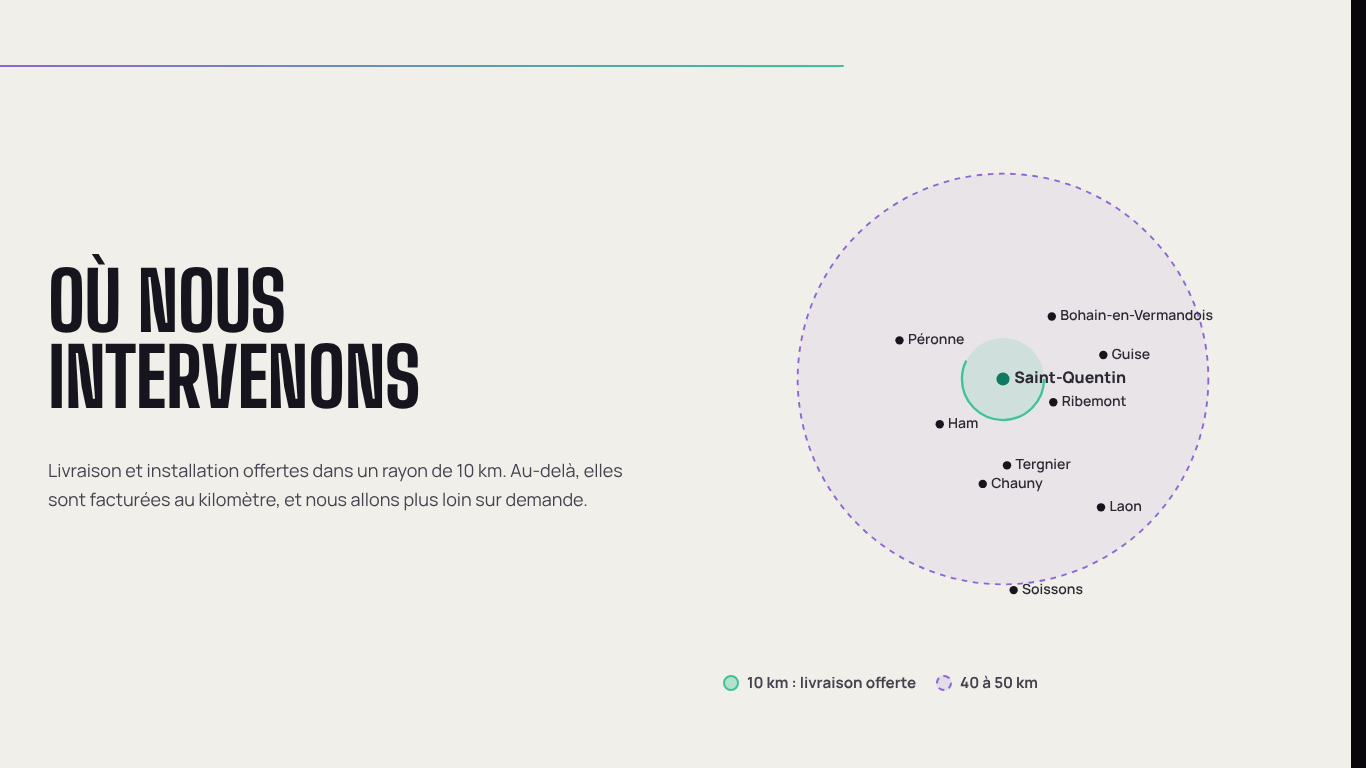 OÙ NOUS
INTERVENONS
Livraison et installation offertes dans un rayon de 10 km. Au-delà, elles
sont facturées au kilomètre, et nous allons plus loin sur demande.
Bohain-en-Vermandois
Péronne
Guise
Saint-Quentin
Ribemont
Ham
Tergnier
Chauny
Laon
Soissons
10 km : livraison offerte
40 à 50 km